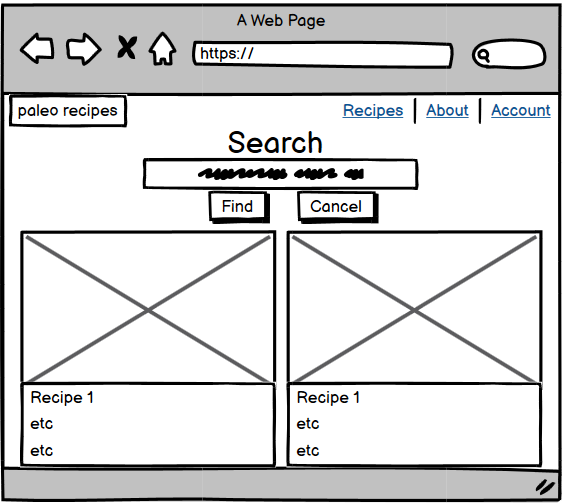 A Web Page
https://
paleo recipes
Recipes About Account
Search
Find Cancel
Recipe 1 Recipe 1
etc etc
etc etc